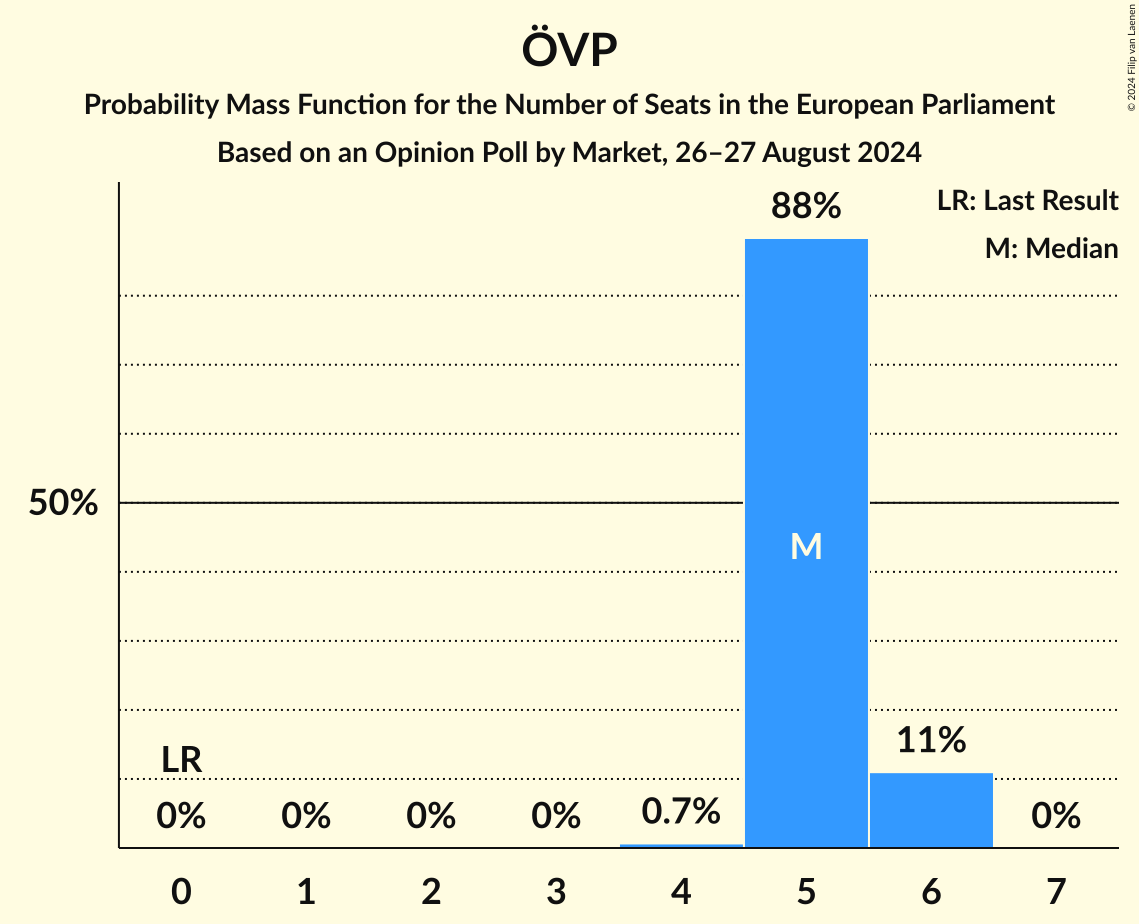 ÖVP
Probability Mass Function for the Number of Seats in the European Parliament
Based on an Opinion Poll by Market, 26–27 August 2024
© 2024 Filip van Laenen
LR: Last Result
M: Median
88%
50%
M
11%
LR
0% 0% 0% 0% 0.7% 0%
0 1 2 3 4 5 6 7